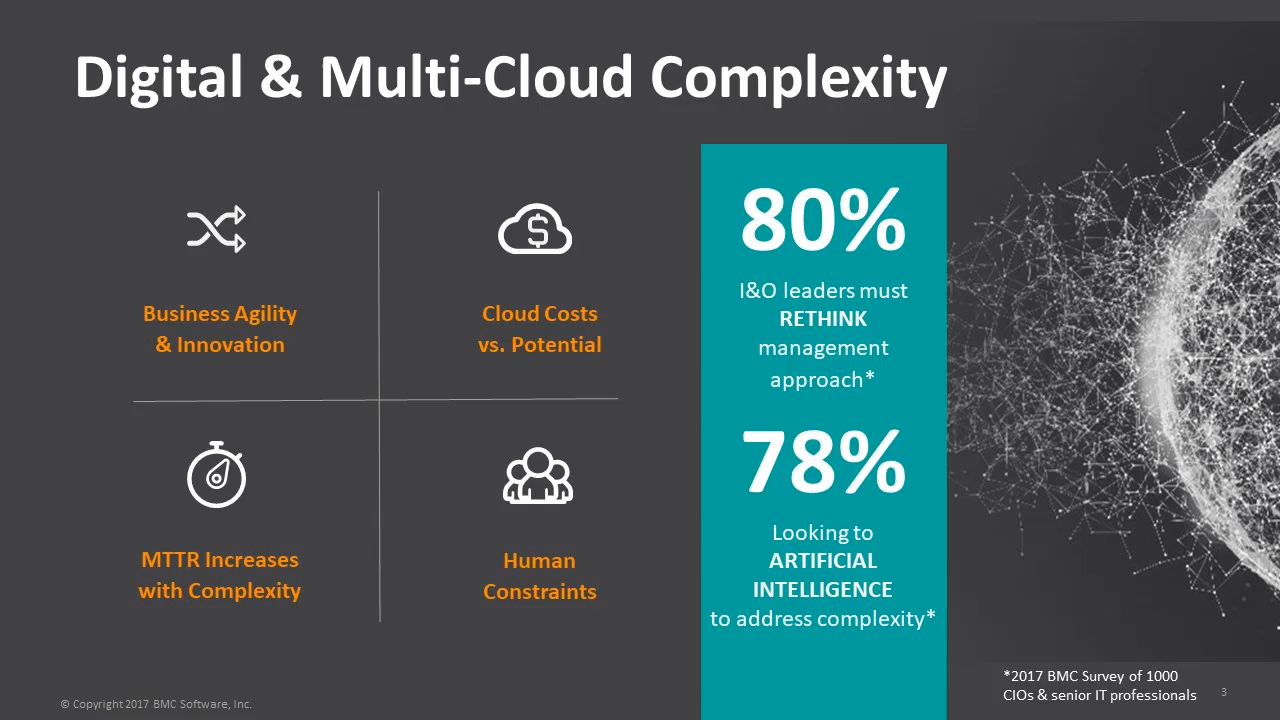 Digital & Multi-Cloud Complexity
Business Agility
& Innovation
Cloud Costs
vs. Potential
MTTR Increases
with Complexity
Human
Constraints
80%
I&O leaders must
RETHINK
management
approach*
78%
Looking to
ARTIFICIAL
INTELLIGENCE
to address complexity*
*2017 BMC Survey of 1000
CIOs & senior IT professionals
3
© Copyright 2017 BMC Software, Inc.